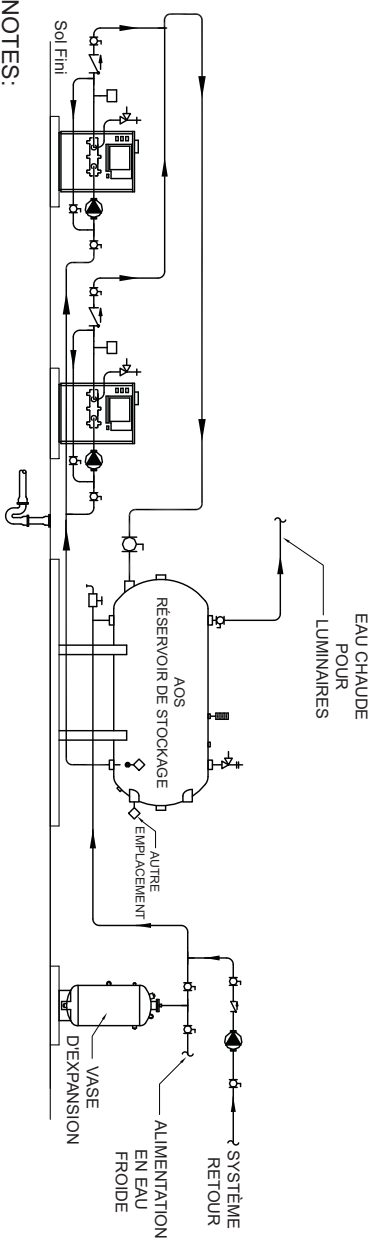 EAU CHAUDE
POUR
LUMINAIRES
SYSTÈME
RETOUR
AOS
RÉSERVOIR DE STOCKAGE
AUTRE
EMPLACEMENT
ALIMENTATION
EN EAU
FROIDE
VASE
D'EXPANSION
Sol Fini
NOTES: